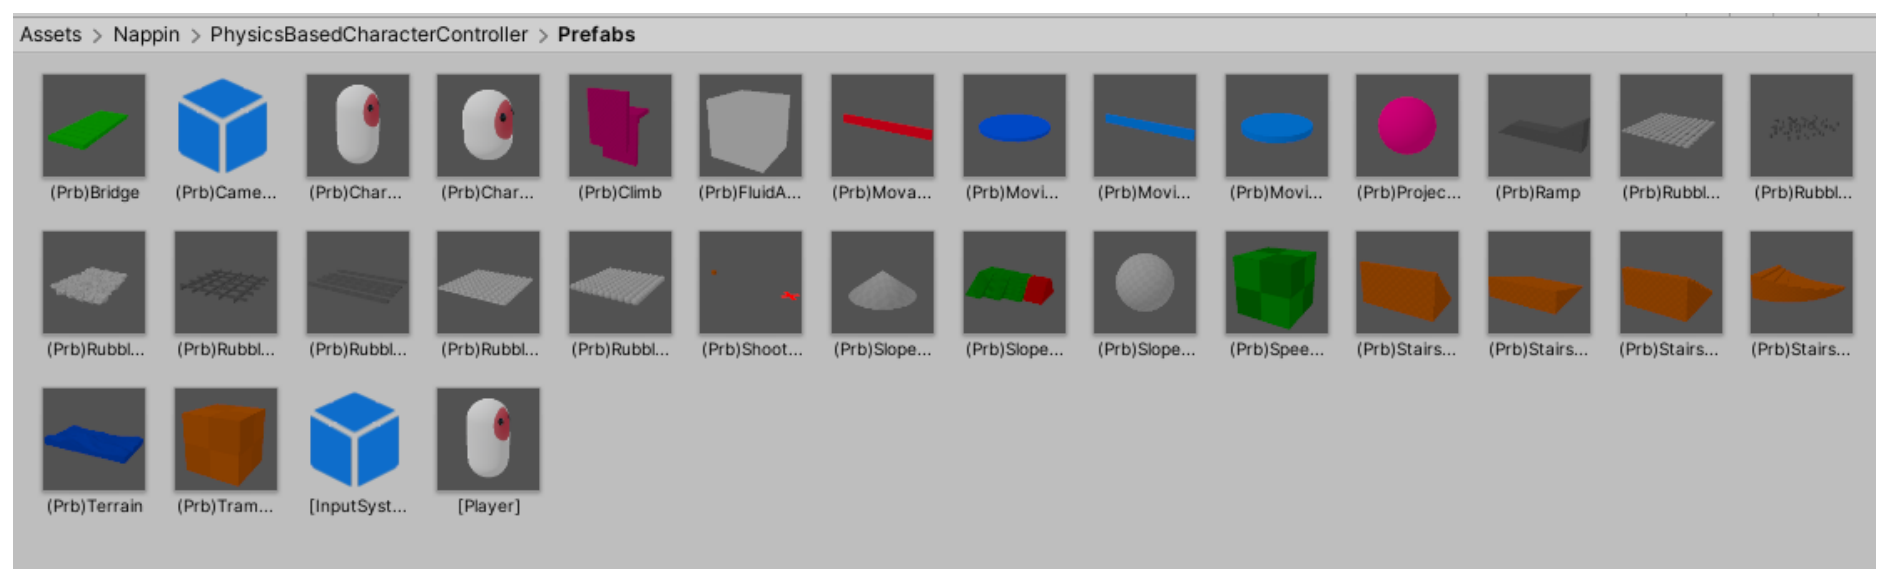 Assets > Nappin > PhysicsBasedCharacterController > Prefabs
(Prb)Bridge (Prb)Came... (Prb)Char... (Prb)Char... (Prb)Climb (Prb)FluidA... (Prb)Mova... (Prb)Movi... (Prb)Movi... (Prb)Movi... (Prb)Projec... (Prb)Ramp (Prb)Rubbl... (Prb)Rubbl...
(Prb)Rubbl... (Prb)Rubbl... (Prb)Rubbl... (Prb)Rubbl... (Prb)Rubbl... (Prb)Shoot... (Prb)Slope... (Prb)Slope... (Prb)Slope... (Prb)Spee... (Prb)Stairs... (Prb)Stairs... (Prb)Stairs... (Prb)Stairs...
(Prb)Terrain (Prb)Tram... [InputSyst... [Player]